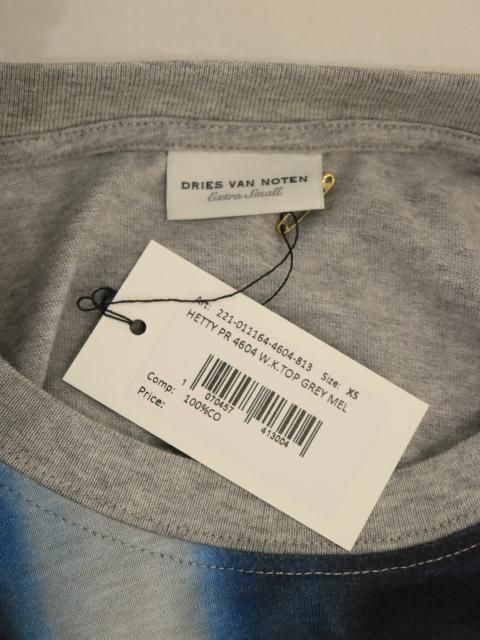 DRIES VAN NOTEN
Extra Small
Art: 221-011164-4604-813 Size: XS
HETTY PR 4604 W.K.TOP GREY MEL
1 070457 413004
Comp: 100%CO
Price: